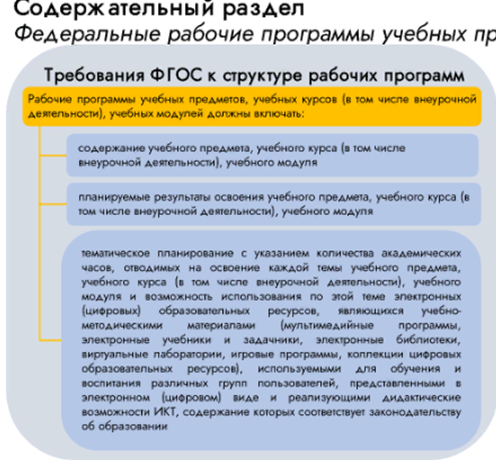 Содержательный раздел
Федеральные рабочие программы учебных
Требования ФГОС к структуре рабочих программ
Рабочие программы учебных предметов, учебных курсов (в том числе внеурочной
деятельности), учебных модулей должны включать:
содержание учебного предмета, учебного курса (в том числе
внеурочной деятельности), учебного модуля
планируемые результаты освоения учебного предмета, учебного курса (в
том числе внеурочной деятельности), учебного модуля
тематическое планирование с указанием количества академических
часов, отводимых на освоение каждой темы учебного предмета,
учебного курса (в том числе внеурочной деятельности), учебного
модуля и возможность использования по этой теме электронных
(цифровых) образовательных ресурсов, являющихся учебно-
методическими материалами (мультимедийные программы,
электронные учебники и задачники, электронные библиотеки,
виртуальные лаборатории, игровые программы, коллекции цифровых
образовательных ресурсов), используемыми для обучения и
воспитания различных групп пользователей, представленными в
электронном (цифровом) виде и реализующими дидактические
возможности ИКТ, содержание которых соответствует законодательству
об образовании